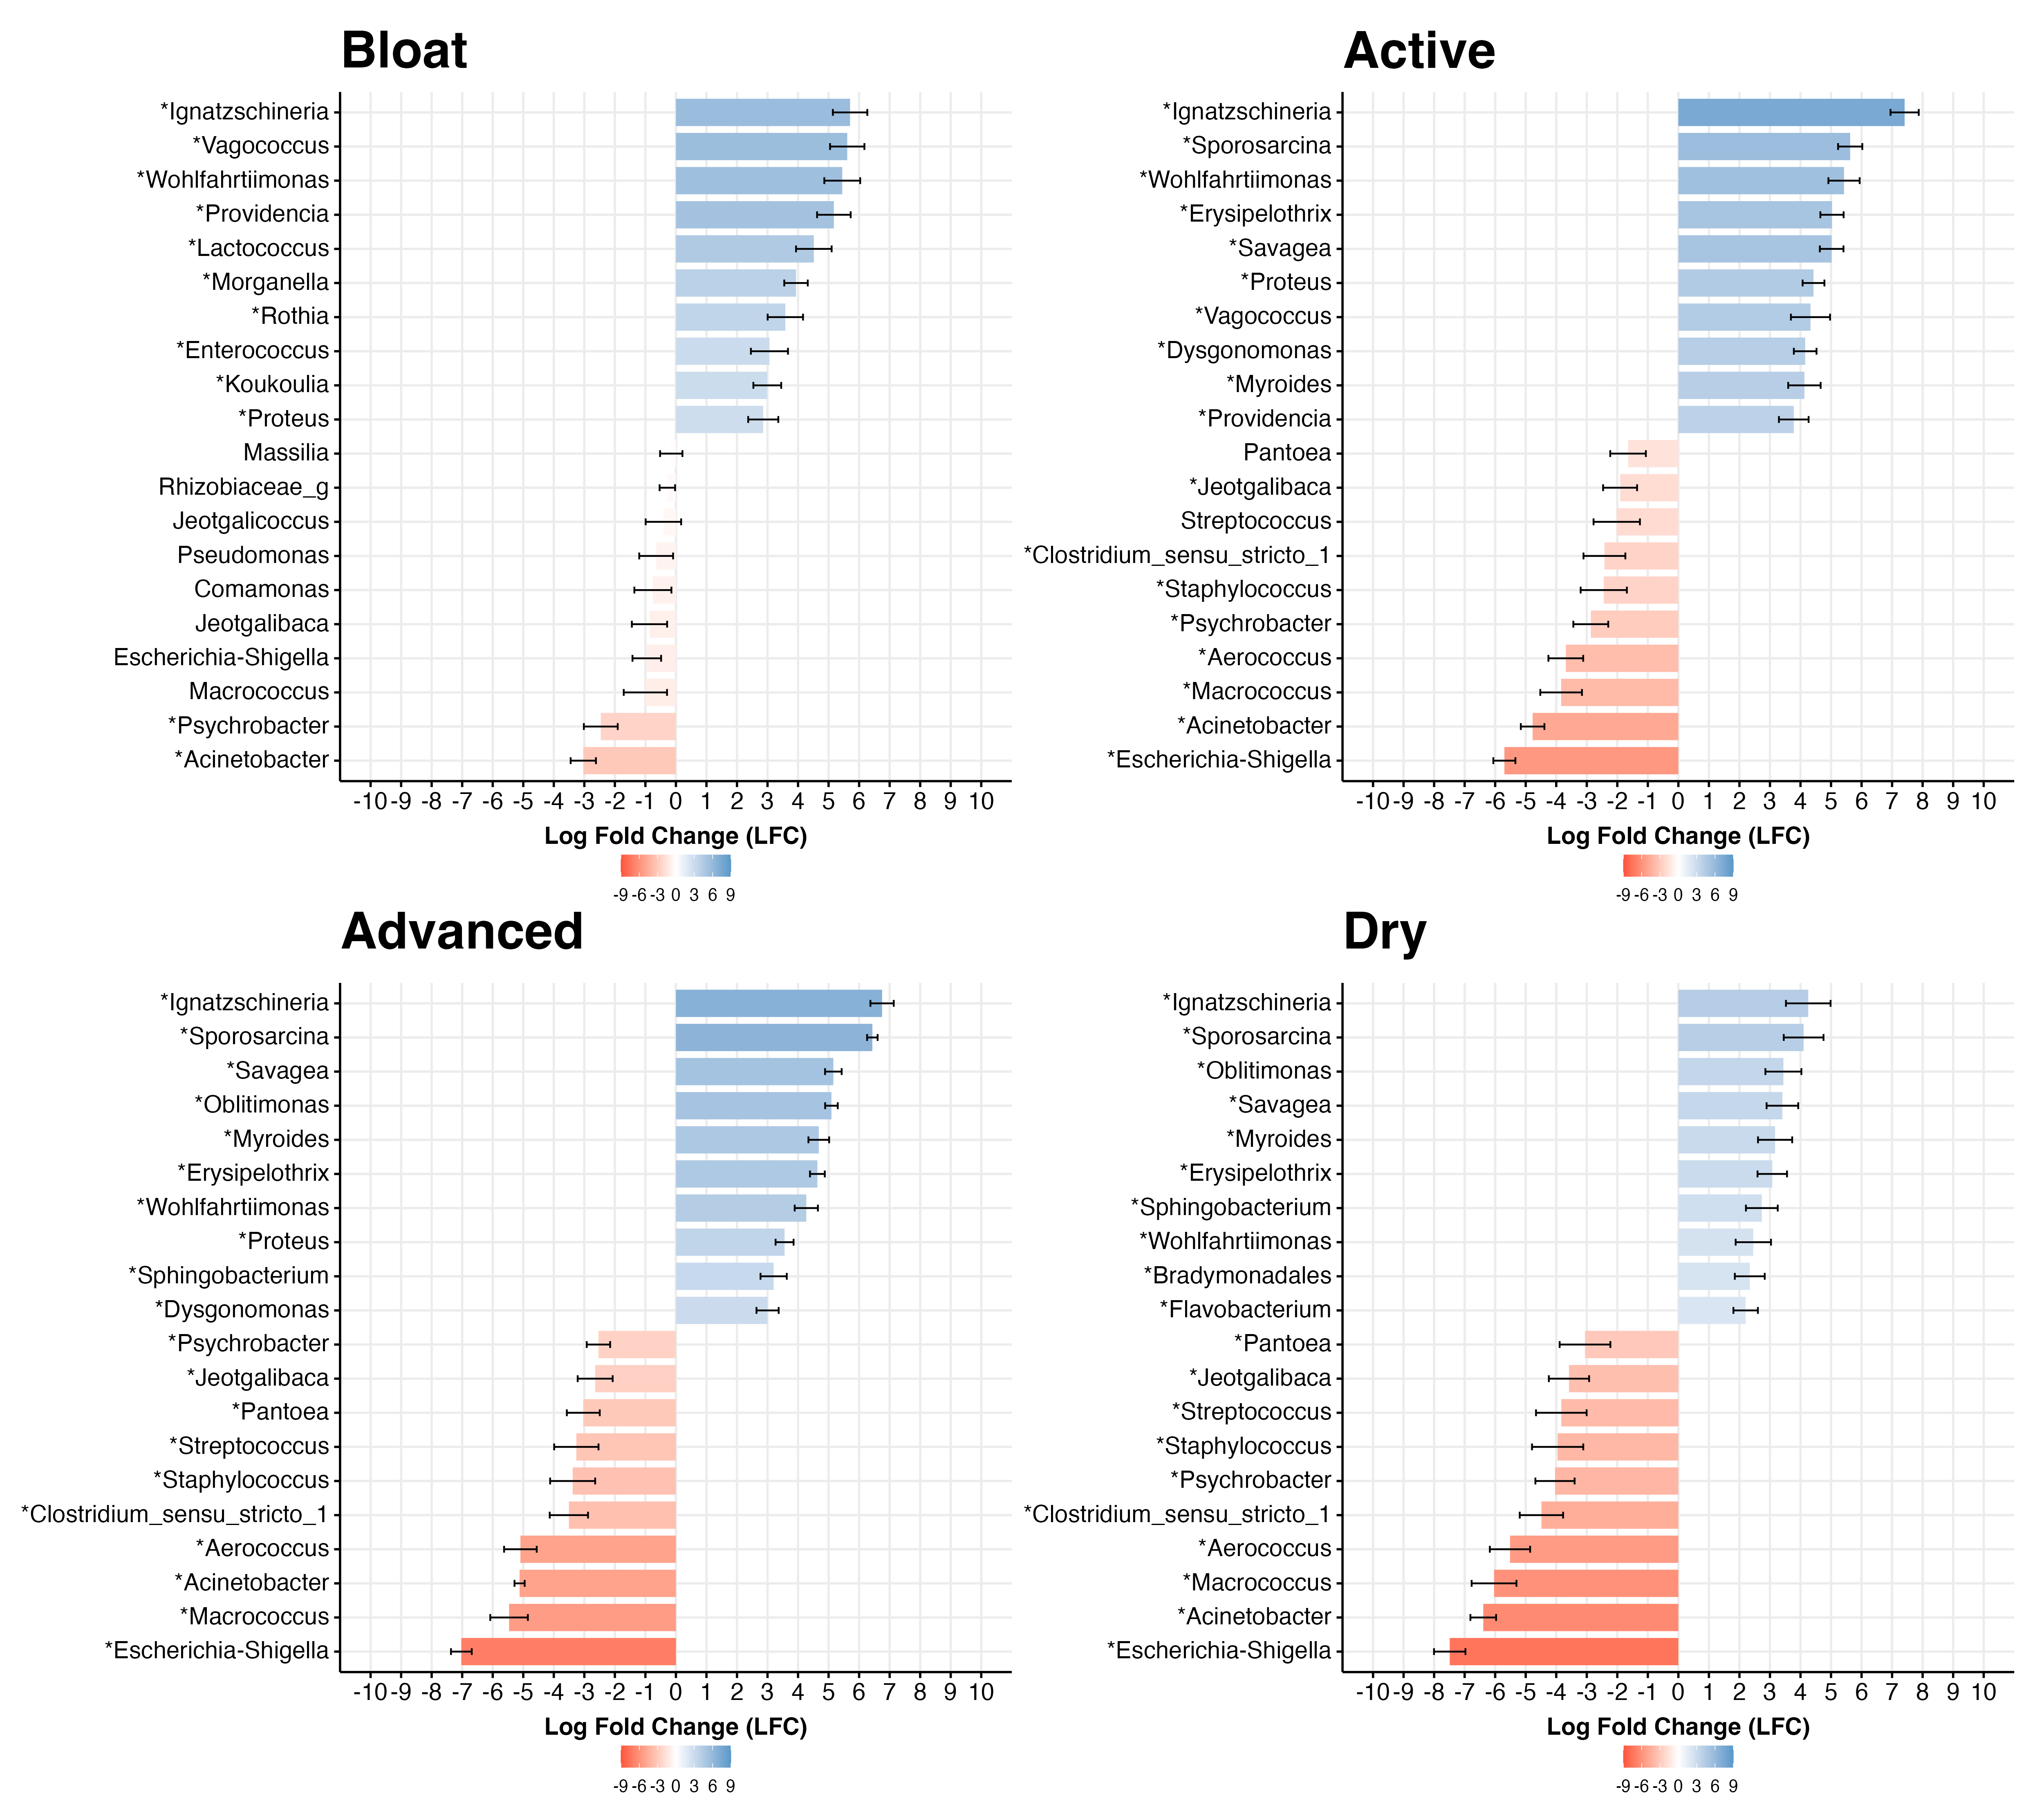 Bloat
*Ignatzschineria
*Vagococcus
*Wohlfahrtiimonas
*Providencia
*Lactococcus
*Morganella
*Rothia
*Enterococcus
*Koukoulia
*Proteus
Massilia
Rhizobiaceae_g
Jeotgalicoccus
Pseudomonas
Comamonas
Jeotgalibaca
Escherichia-Shigella
Macrococcus
*Psychrobacter
*Acinetobacter
-10 -9 -8 -7 -6 -5 -4 -3 -2 -1 0 1 2 3 4 5 6 7 8 9 10
Log Fold Change (LFC)
-9 -6 -3 0 3 6 9
Active
*Ignatzschineria
*Sporosarcina
*Wohlfahrtiimonas
*Erysipelothrix
*Savagea
*Proteus
*Vagococcus
*Dysgonomonas
*Myroides
*Providencia
Pantoea
*Jeotgalibaca
Streptococcus
*Clostridium_sensu_stricto_1
*Staphylococcus
*Psychrobacter
*Aerococcus
*Macrococcus
*Acinetobacter
*Escherichia-Shigella
-10 -9 -8 -7 -6 -5 -4 -3 -2 -1 0 1 2 3 4 5 6 7 8 9 10
Log Fold Change (LFC)
-9 -6 -3 0 3 6 9
Advanced
*Ignatzschineria
*Sporosarcina
*Savagea
*Oblitimonas
*Myroides
*Erysipelothrix
*Wohlfahrtiimonas
*Proteus
*Sphingobacterium
*Dysgonomonas
*Psychrobacter
*Jeotgalibaca
*Pantoea
*Streptococcus
*Staphylococcus
*Clostridium_sensu_stricto_1
*Aerococcus
*Acinetobacter
*Macrococcus
*Escherichia-Shigella
-10 -9 -8 -7 -6 -5 -4 -3 -2 -1 0 1 2 3 4 5 6 7 8 9 10
Log Fold Change (LFC)
-9 -6 -3 0 3 6 9
Dry
*Ignatzschineria
*Sporosarcina
*Oblitimonas
*Savagea
*Myroides
*Erysipelothrix
*Sphingobacterium
*Wohlfahrtiimonas
*Bradymonadales
*Flavobacterium
*Pantoea
*Jeotgalibaca
*Streptococcus
*Staphylococcus
*Psychrobacter
*Clostridium_sensu_stricto_1
*Aerococcus
*Macrococcus
*Acinetobacter
*Escherichia-Shigella
-10 -9 -8 -7 -6 -5 -4 -3 -2 -1 0 1 2 3 4 5 6 7 8 9 10
Log Fold Change (LFC)
-9 -6 -3 0 3 6 9